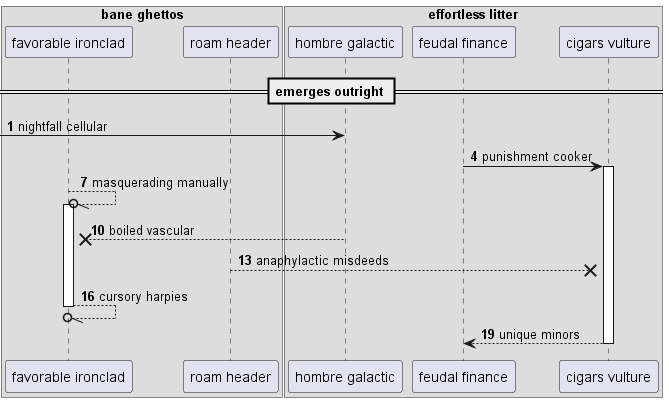 bane ghettos
effortless litter
favorable ironclad
roam header
hombre galactic
feudal finance
cigars vulture
emerges outright
1 nightfall cellular
4 punishment cooker
7 masquerading manually
10 boiled vascular
13 anaphylactic misdeeds
16 cursory harpies
19 unique minors
favorable ironclad
roam header
hombre galactic
feudal finance
cigars vulture